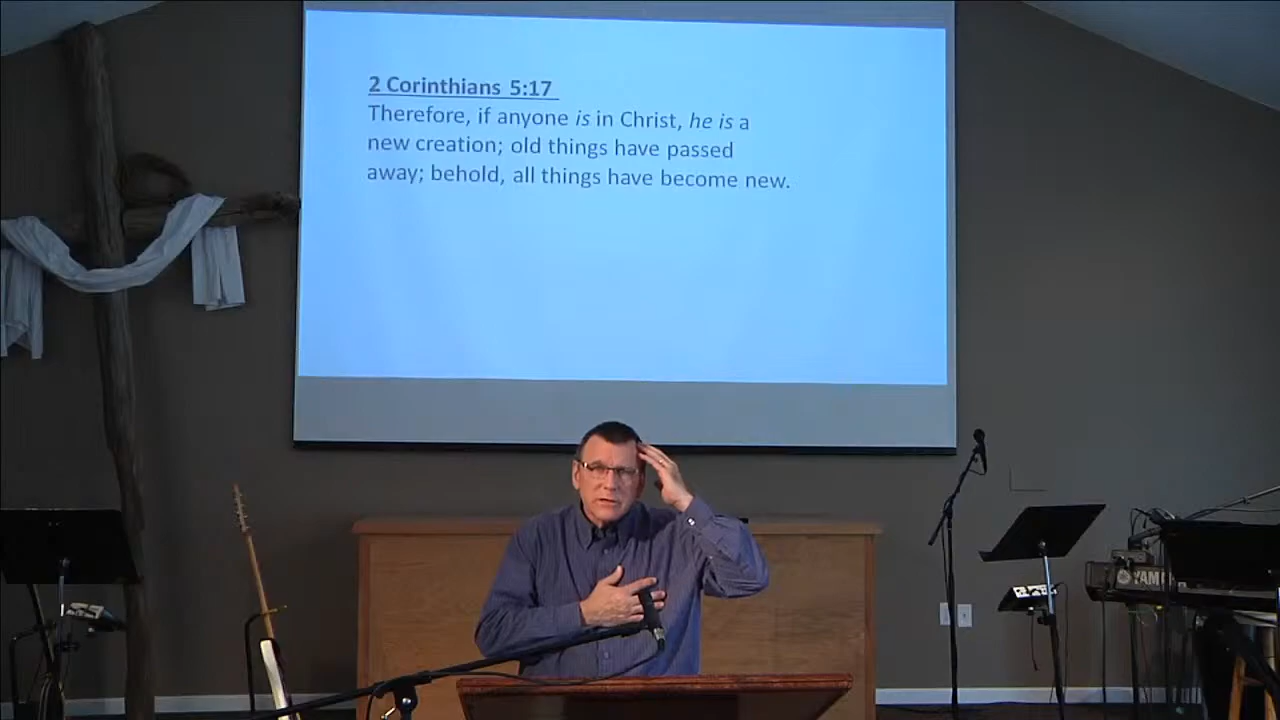 2 Corinthians 5:17
Therefore, if anyone is in Christ, he is a
new creation; old things have passed
away; behold, all things have become new.
YAM